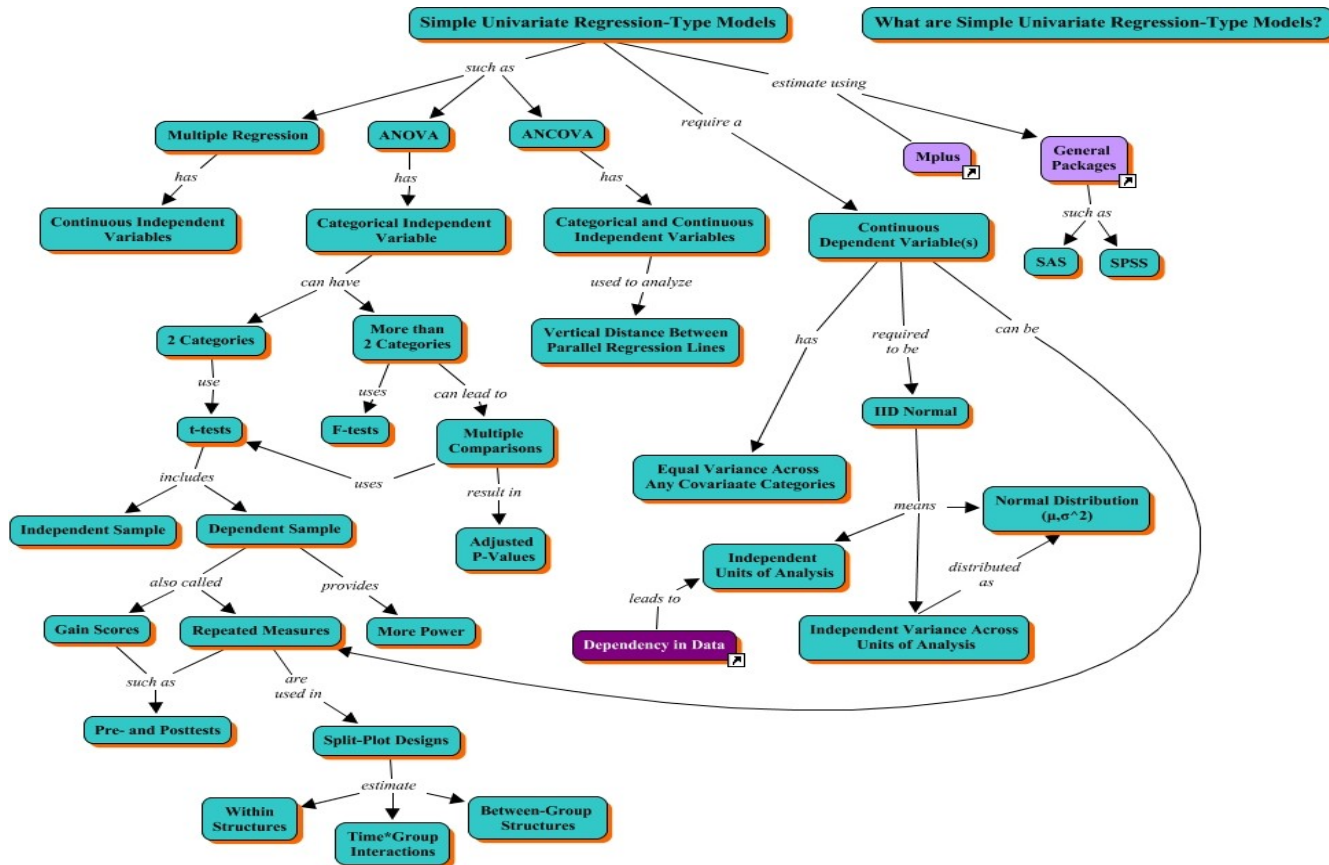 Simple Univariate Regression-Type Models
What are Simple Univariate Regression-Type Models?
such as
estimate using
require a
Multiple Regression
ANOVA
ANCOVA
Mplus
General
Packages
has
has
has
such as
Continuous Independent
Variables
Categorical Independent
Variable
Categorical and Continuous
Independent Variables
Continuous
Dependent Variable(s)
SAS
SPSS
can have
used to analyze
2 Categories
More than
2 Categories
Vertical Distance Between
Parallel Regression Lines
has
required
to be
can be
use
uses
can lead to
t-tests
F-tests
Multiple
Comparisons
IID Normal
includes
uses
result in
Equal Variance Across
Any Covariaate Categories
means
Normal Distribution
(μ,σ^2)
Independent Sample
Dependent Sample
Adjusted
P-Values
Independent
Units of Analysis
distributed
as
also called
provides
leads to
Gain Scores
Repeated Measures
More Power
Dependency in Data
Independent Variance Across
Units of Analysis
such as
are
used in
Pre- and Posttests
Split-Plot Designs
estimate
Within
Structures
Time*Group
Interactions
Between-Group
Structures